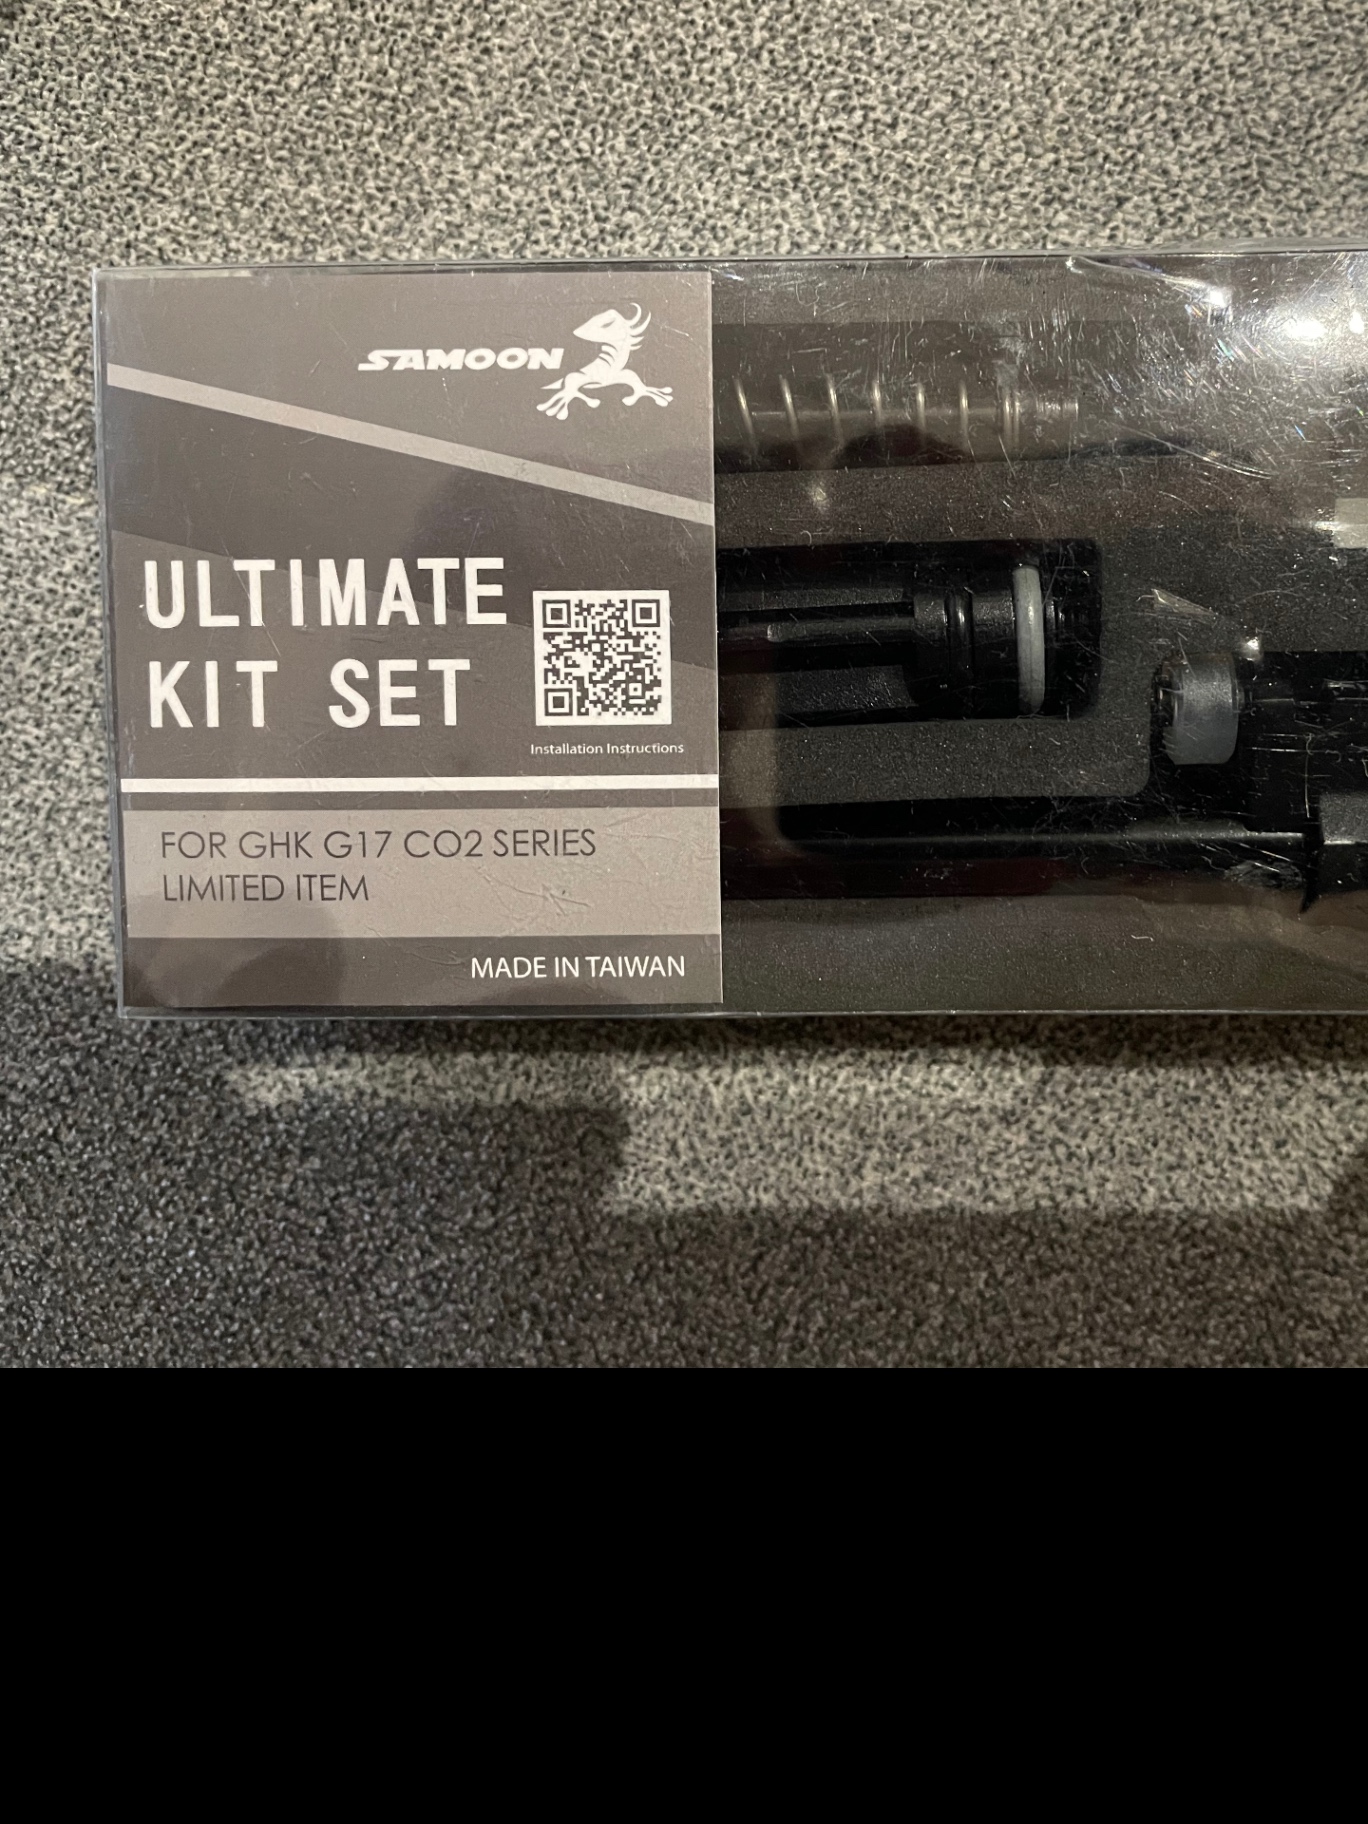 SAMOON
ULTIMATE
KIT SET
Installation Instructions
FOR GHK G17 CO2 SERIES
LIMITED ITEM
MADE IN TAIWAN